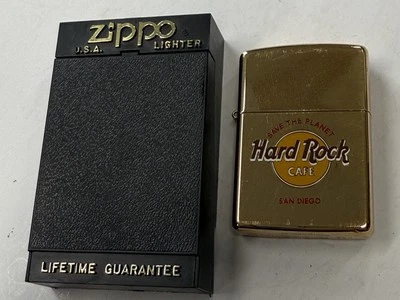 zippo
U.S.A. LIGHTER
LIFETIME GUARANTEE
SAVE THE PLANET
Hard Rock
CAFE
SAN DIEGO